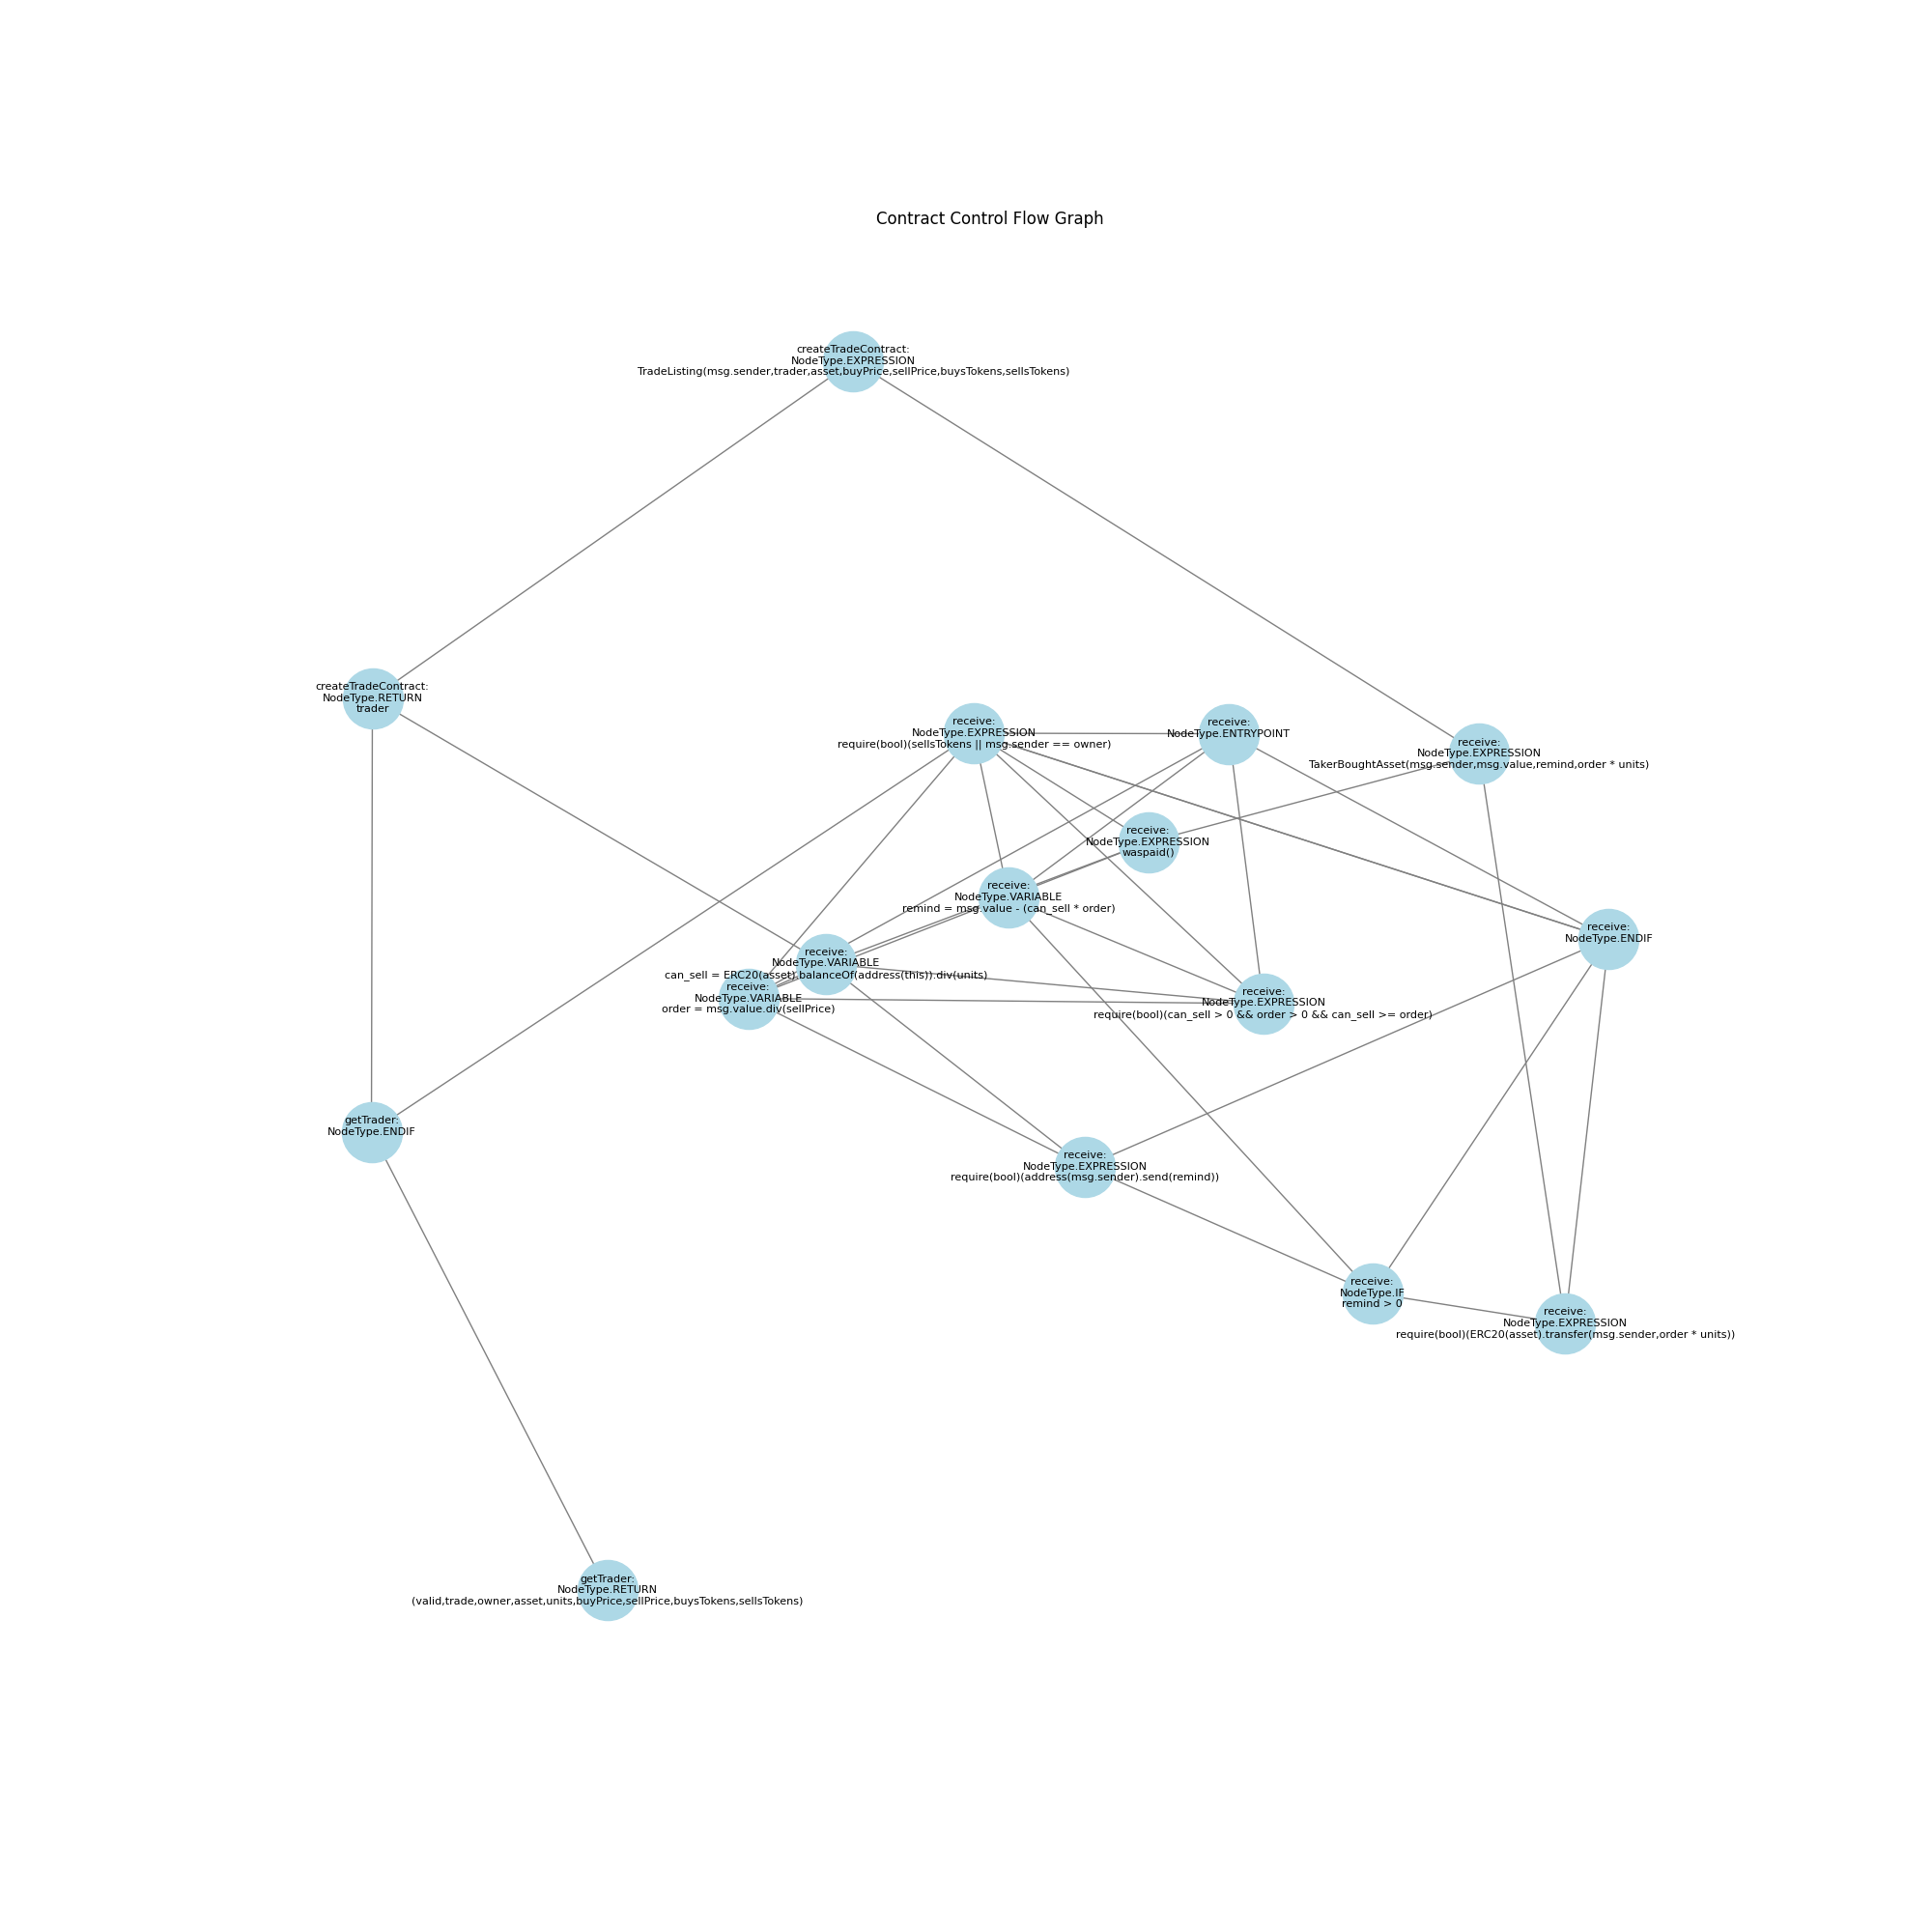 Contract Control Flow Graph
createTradeContract:
NodeType.EXPRESSION
TradeListing(msg.sender,trader,asset,buyPrice,sellPrice,buysTokens,sellsTokens)
createTradeContract:
NodeType.RETURN
trader
receive:
NodeType.EXPRESSION
require(bool)(sellsTokens || msg.sender == owner)
receive:
NodeType.ENTRYPOINT
receive:
NodeType.EXPRESSION
TakerBoughtAsset(msg.sender,msg.value,remind,order * units)
receive:
NodeType.EXPRESSION
waspaid()
receive:
NodeType.VARIABLE
remind = msg.value - (can_sell * order)
receive:
NodeType.ENDIF
receive:
NodeType.VARIABLE
can_sell = ERC20(asset).balanceOf(address(this)).div(units)
receive:
NodeType.VARIABLE
order = msg.value.div(sellPrice)
receive:
NodeType.EXPRESSION
require(bool)(can_sell > 0 && order > 0 && can_sell >= order)
getTrader:
NodeType.ENDIF
receive:
NodeType.EXPRESSION
require(bool)(address(msg.sender).send(remind))
receive:
NodeType.IF
remind > 0
receive:
NodeType.EXPRESSION
require(bool)(ERC20(asset).transfer(msg.sender,order * units))
getTrader:
NodeType.RETURN
(valid,trade,owner,asset,units,buyPrice,sellPrice,buysTokens,sellsTokens)